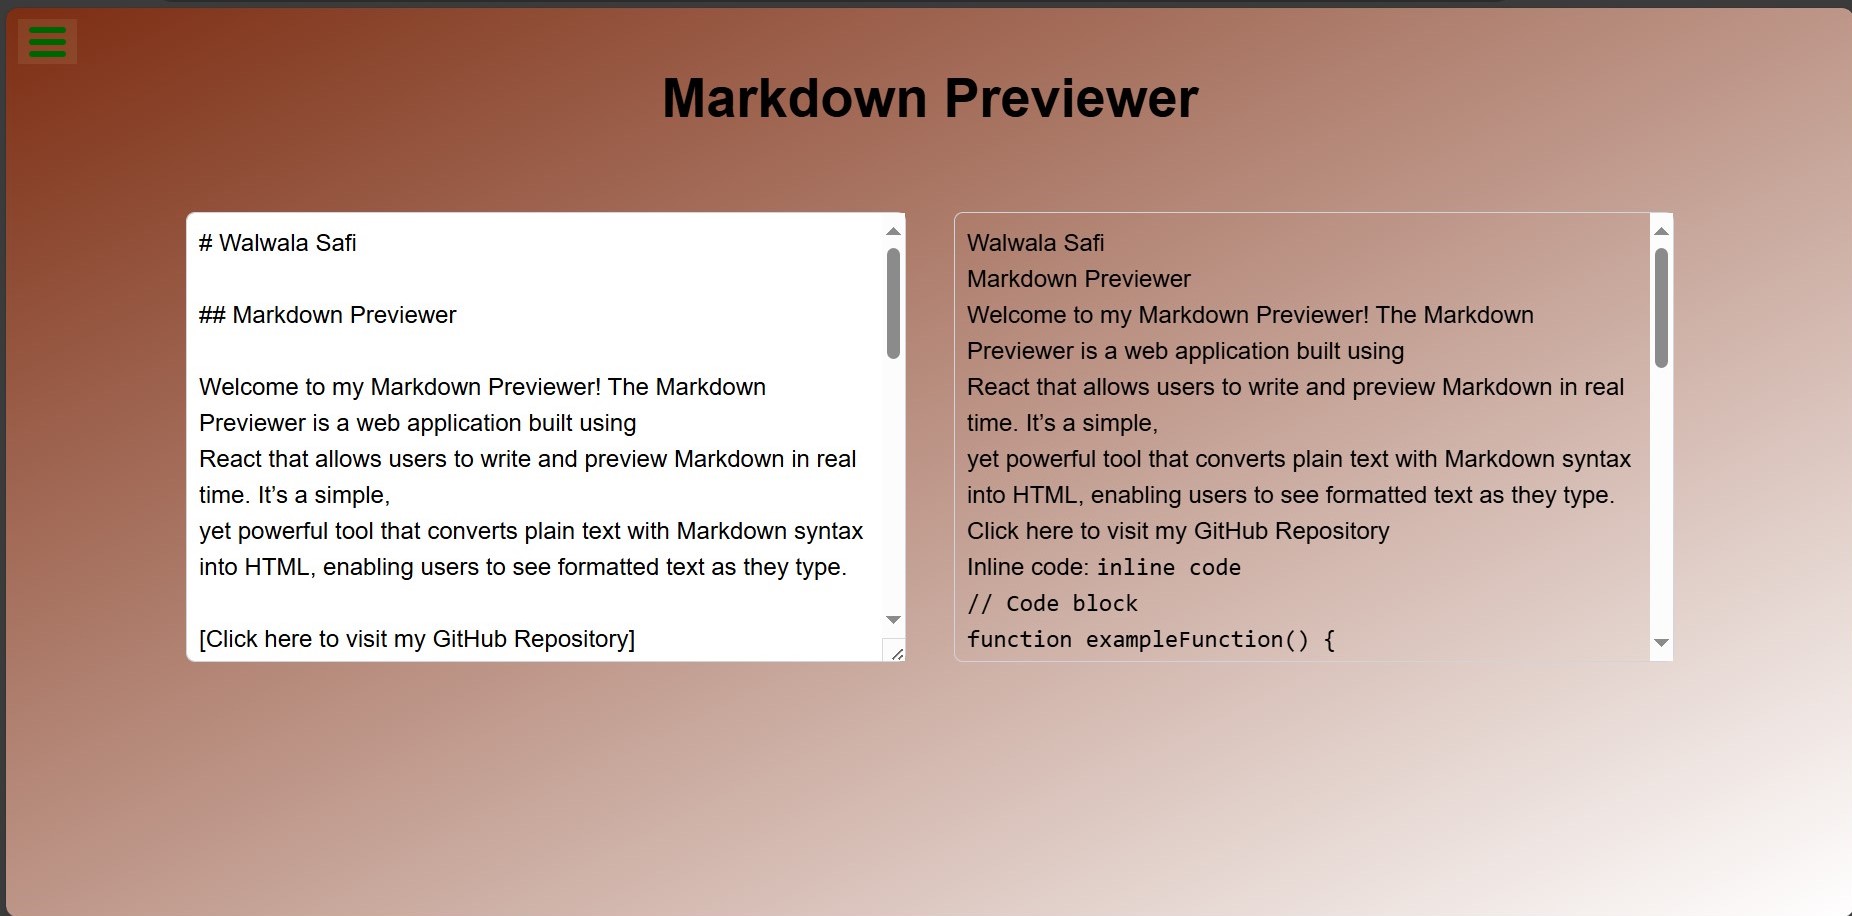 Markdown Previewer
# Walwala Safi
## Markdown Previewer
Welcome to my Markdown Previewer! The Markdown
Previewer is a web application built using
React that allows users to write and preview Markdown in real
time. It’s a simple,
yet powerful tool that converts plain text with Markdown syntax
into HTML, enabling users to see formatted text as they type.
[Click here to visit my GitHub Repository]
Walwala Safi
Markdown Previewer
Welcome to my Markdown Previewer! The Markdown
Previewer is a web application built using
React that allows users to write and preview Markdown in real
time. It’s a simple,
yet powerful tool that converts plain text with Markdown syntax
into HTML, enabling users to see formatted text as they type.
Click here to visit my GitHub Repository
Inline code: inline code
// Code block
function exampleFunction() {